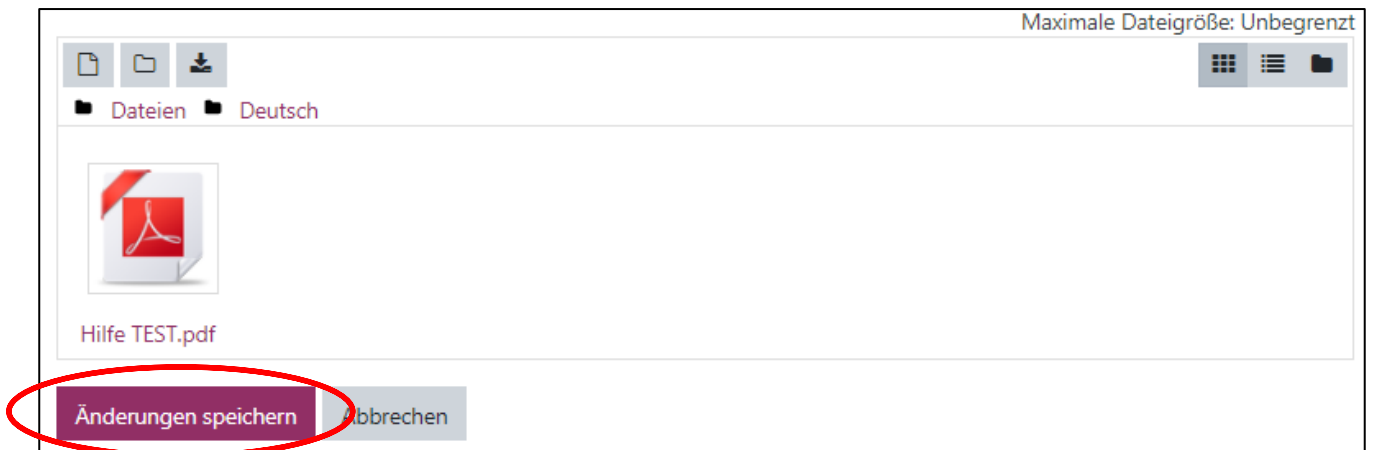 Maximale Dateigröße: Unbegrenzt
Dateien Deutsch
Hilfe TEST.pdf
Änderungen speichern Abbrechen